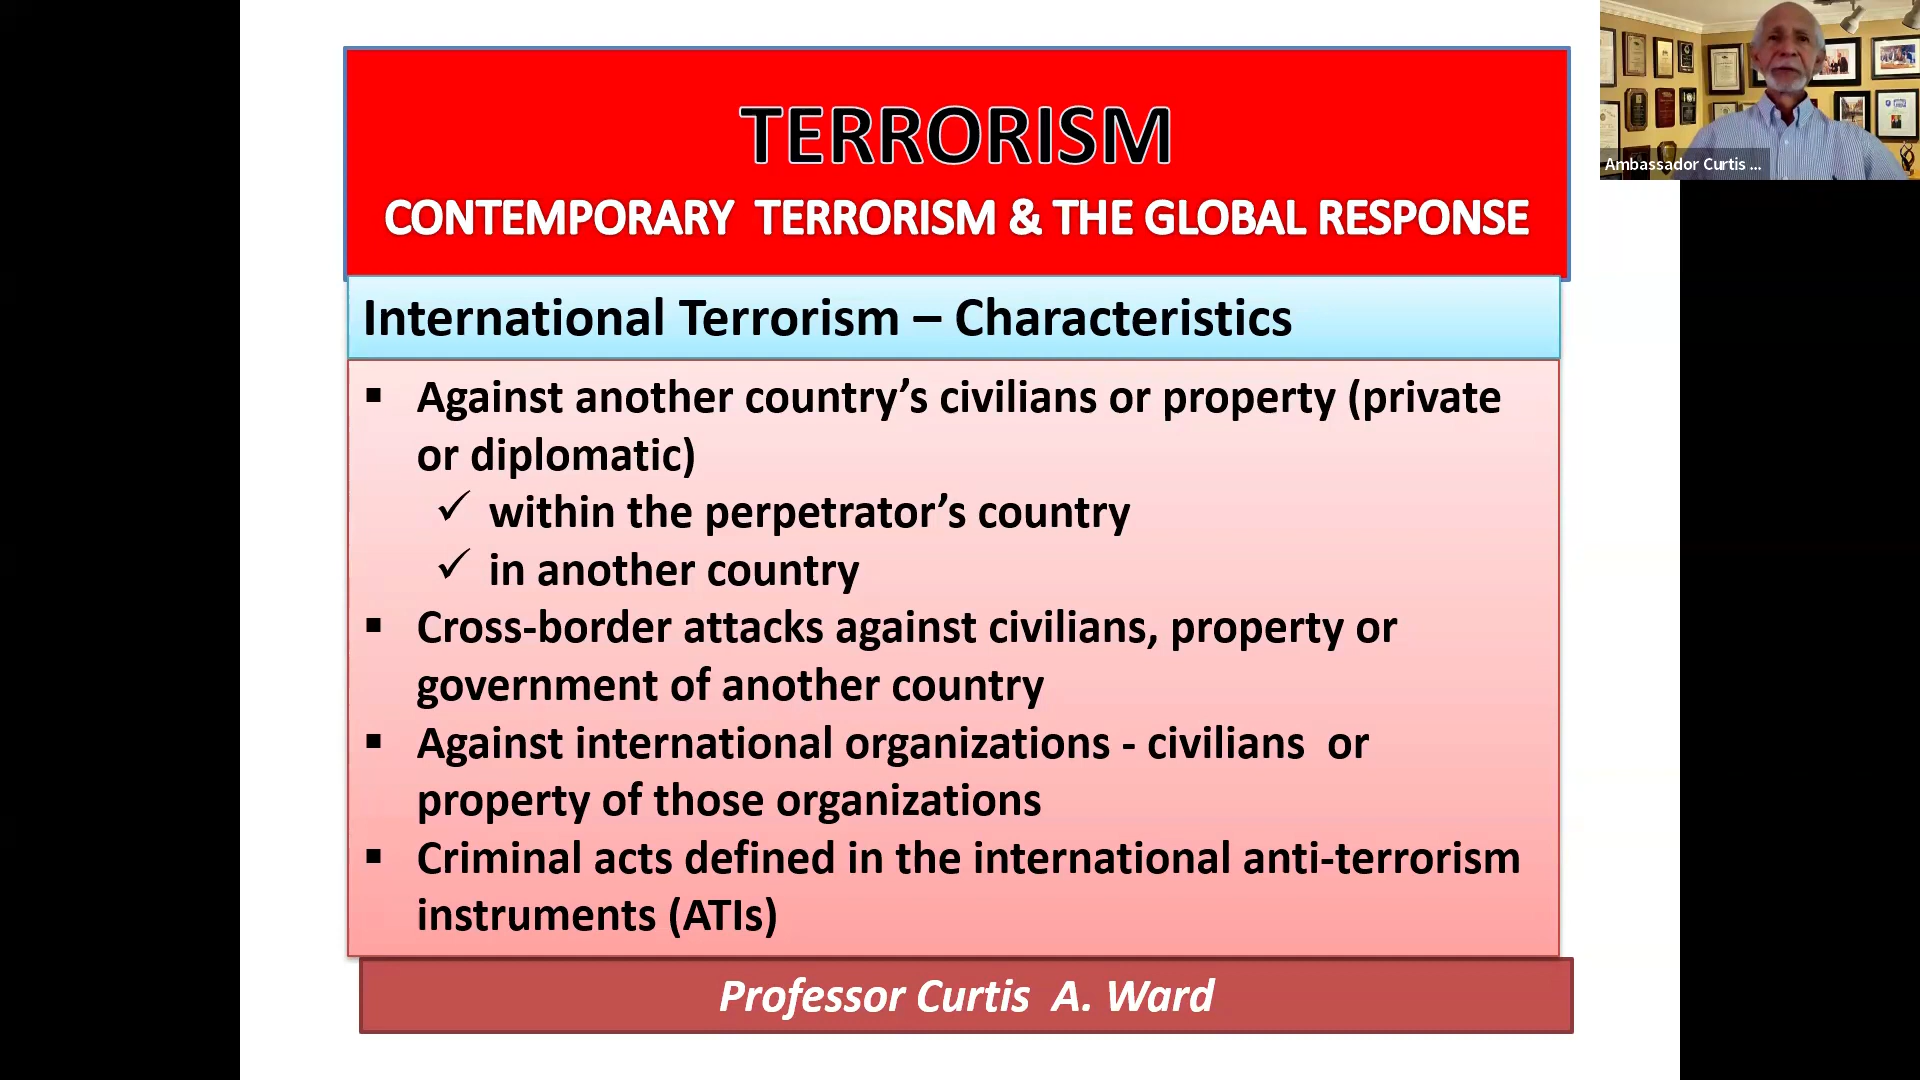 TERRORISM
CONTEMPORARY TERRORISM & THE GLOBAL RESPONSE
International Terrorism – Characteristics
▪ Against another country’s civilians or property (private
or diplomatic)
✓ within the perpetrator’s country
✓ in another country
▪ Cross-border attacks against civilians, property or
government of another country
▪ Against international organizations - civilians or
property of those organizations
▪ Criminal acts defined in the international anti-terrorism
instruments (ATIs)
Professor Curtis A. Ward
Ambassador Curtis ...